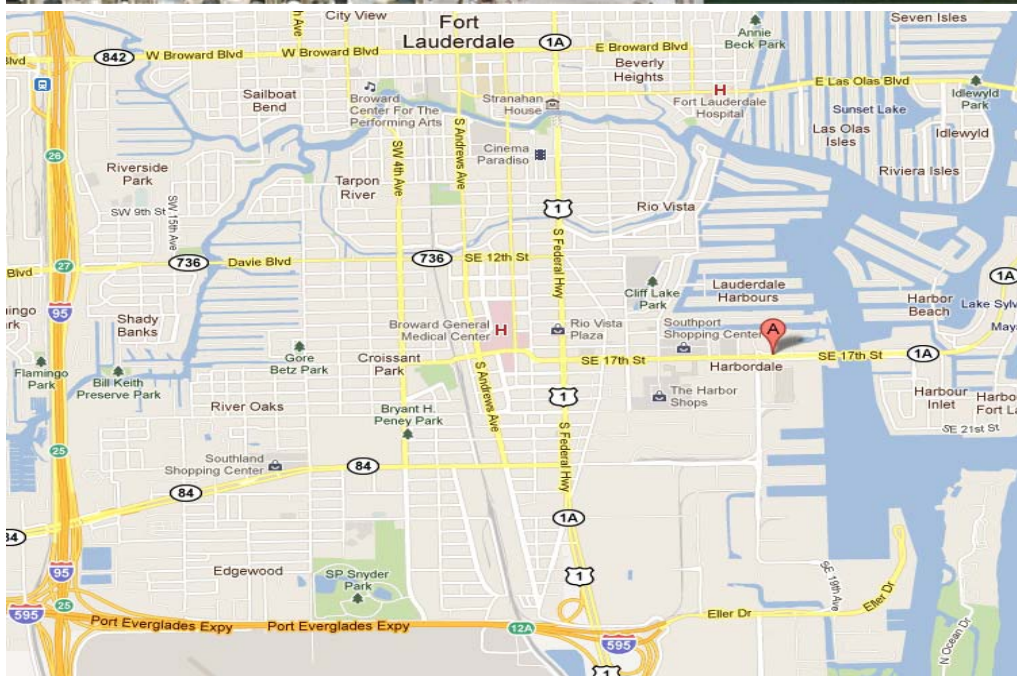 City View
Fort
Lauderdale
1A
E Broward Blvd
Annie
Beck Park
Seven Isles
842
W Broward Blvd
W Broward Blvd
Beverly
Heights
H
E Las Olas Blvd
Sailboat
Bend
Broward
Center For The
Performing Arts
Stranahan
House
Fort Lauderdale
Hospital
Sunset Lake
Idlewyld
Park
Las Olas
Isles
Idlewyld
26
S Andrews Ave
SW 4th Ave
Cinema
Paradiso
Riverside
Park
Tarpon
River
Riviera Isles
SW 9th St
SW 15th Ave
1
Rio Vista
S Federal Hwy
Blvd
27
736
Davie Blvd
736
SE 12th St
1A
Cliff Lake
Park
Lauderdale
Harbours
Harbor
Beach
95
Shady
Banks
Broward General
Medical Center
H
Rio Vista
Plaza
Southport
Shopping Center
A
Flamingo
Park
Bill Keith
Preserve Park
Gore
Betz Park
Croissant
Park
SE 17th St
Harbordale
SE 17th St
1A
River Oaks
Bryant H.
Peney Park
S Andrews Ave
1
The Harbor
Shops
Harbour
Inlet
SE 21st St
S Federal Hwy
25
Southland
Shopping Center
84
84
84
1A
95
Edgewood
SP Snyder
Park
1
SE 19th Ave
Eller Dr
595
25
Port Everglades Expy
Port Everglades Expy
12A
595
Eller Dr
N Ocean Dr
1